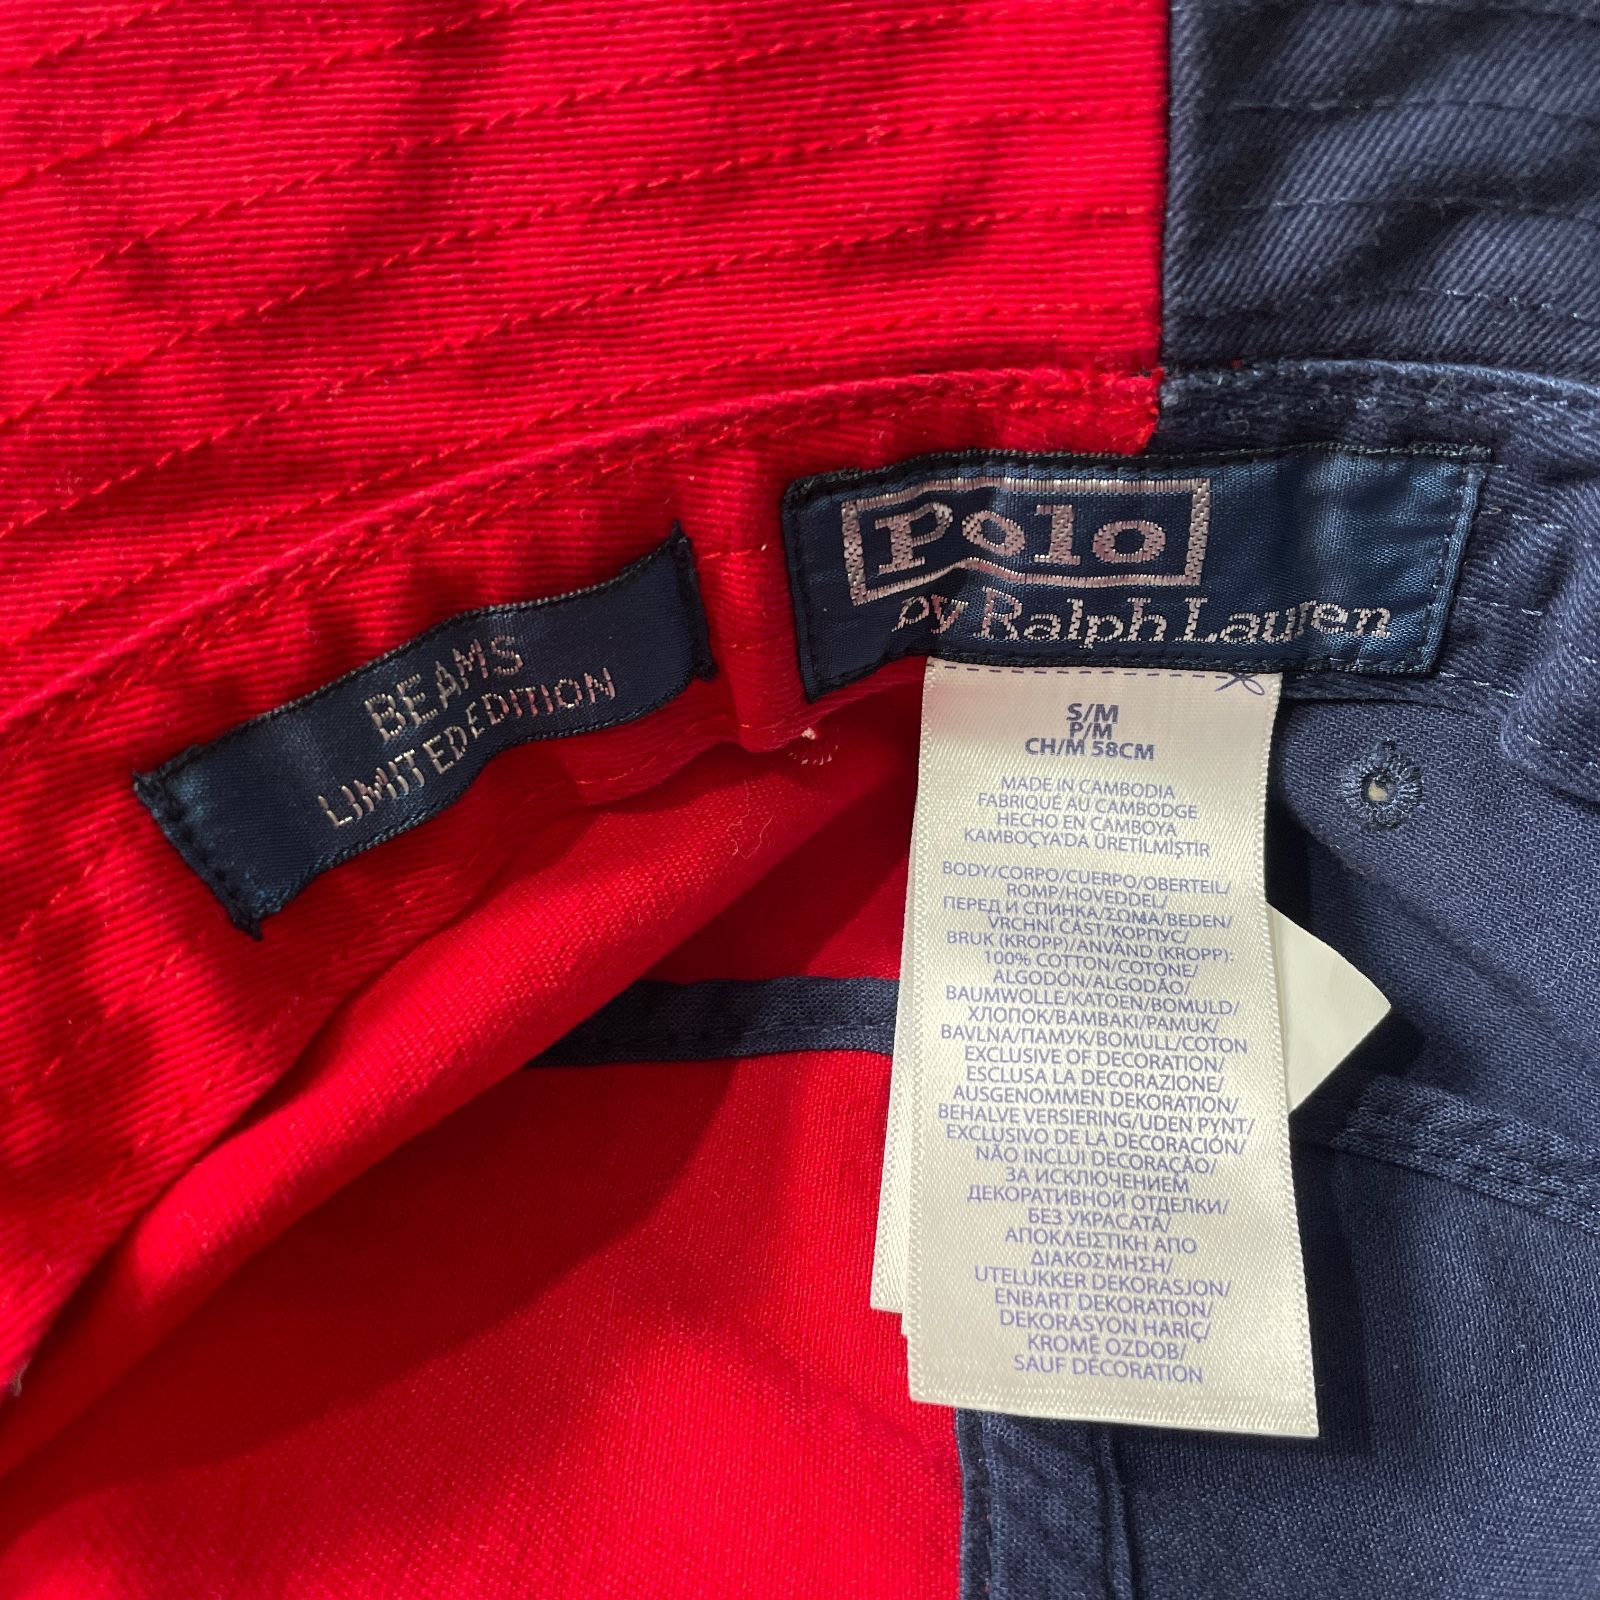 BEAMS
LIMITED EDITION
Polo
by Ralph Lauren
S/M
P/M
CH/M 58CM
MADE IN CAMBODIA
FABRIQUÉ AU CAMBODGE
HECHO EN CAMBOYA
KAMBOÇYA'DA ÜRETILMIŞTIR
BODY/CORPO/CUERPO/OBERTEIL/
ROMP/HOVEDDEL/
ПЕРЕД И СПИНКА/ΣΩΜΑ/BEDEN/
VRCHNÍ ČÁST/КОРПУС/
BRUK (KROPP)/ANVÄND (KROPP):
100% COTTON/COTONE/
ALGODÓN/ALGODÃO/
BAUMWOLLE/KATOEN/BOMULD/
ХЛОПОК/ΒΑΜΒΑΚΙ/PAMUK/
BAVLNA/ПАМУК/BOMULL/COTON
EXCLUSIVE OF DECORATION/
ESCLUSA LA DECORAZIONE/
AUSGENOMMEN DEKORATION/
BEHALVE VERSIERING/UDEN PYNT/
EXCLUSIVO DE LA DECORACIÓN/
NÃO INCLUI DECORAÇÃO/
ЗА ИСКЛЮЧЕНИЕМ
ДЕКОРАТИВНОЙ ОТДЕЛКИ/
БЕЗ УКРАСАТА/
ΑΠΟΚΛΕΙΣΤΙΚΗ ΑΠΟ
ΔΙΑΚΟΣΜΗΣΗ/
UTELUKKER DEKORASJON/
ENBART DEKORATION/
DEKORASYON HARIÇ/
KROMĚ OZDOB/
SAUF DÉCORATION